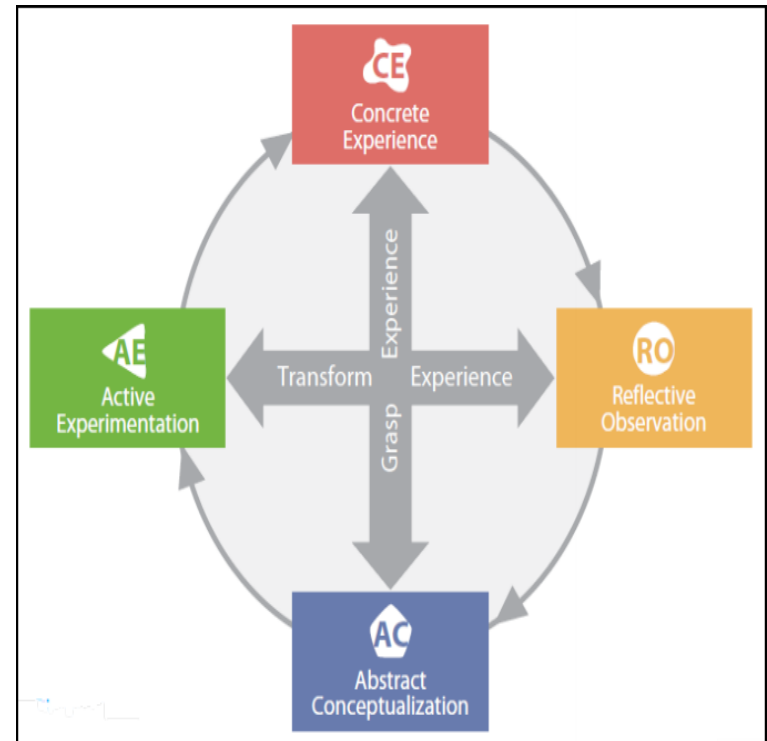 CE
Concrete
Experience
Grasp Experience
Transform Experience
AE
Active
Experimentation
RO
Reflective
Observation
AC
Abstract
Conceptualization